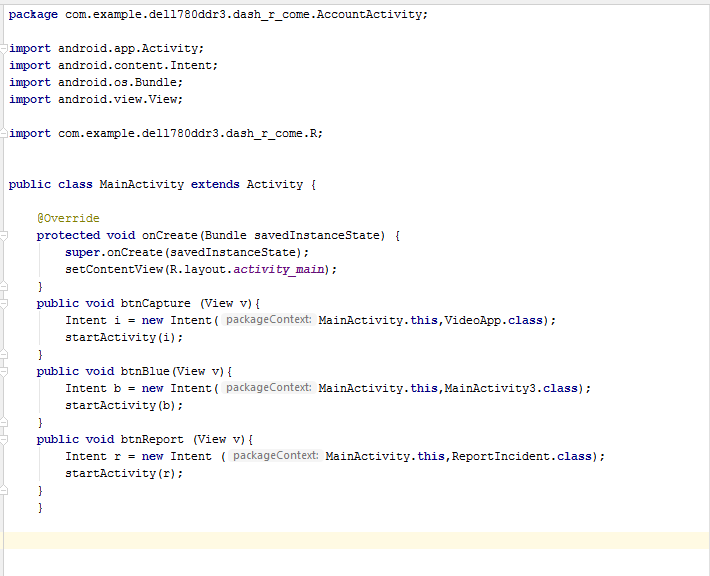 package com.example.dell780ddr3.dash_r_come.AccountActivity;
import android.app.Activity;
import android.content.Intent;
import android.os.Bundle;
import android.view.View;
import com.example.dell780ddr3.dash_r_come.R;
public class MainActivity extends Activity {
@Override
protected void onCreate(Bundle savedInstanceState) {
super.onCreate(savedInstanceState);
setContentView(R.layout.activity_main);
}
public void btnCapture (View v){
Intent i = new Intent( packageContext: MainActivity.this,VideoApp.class);
startActivity(i);
}
public void btnBlue(View v){
Intent b = new Intent( packageContext: MainActivity.this,MainActivity3.class);
startActivity(b);
}
public void btnReport (View v){
Intent r = new Intent ( packageContext: MainActivity.this,ReportIncident.class);
startActivity(r);
}
}